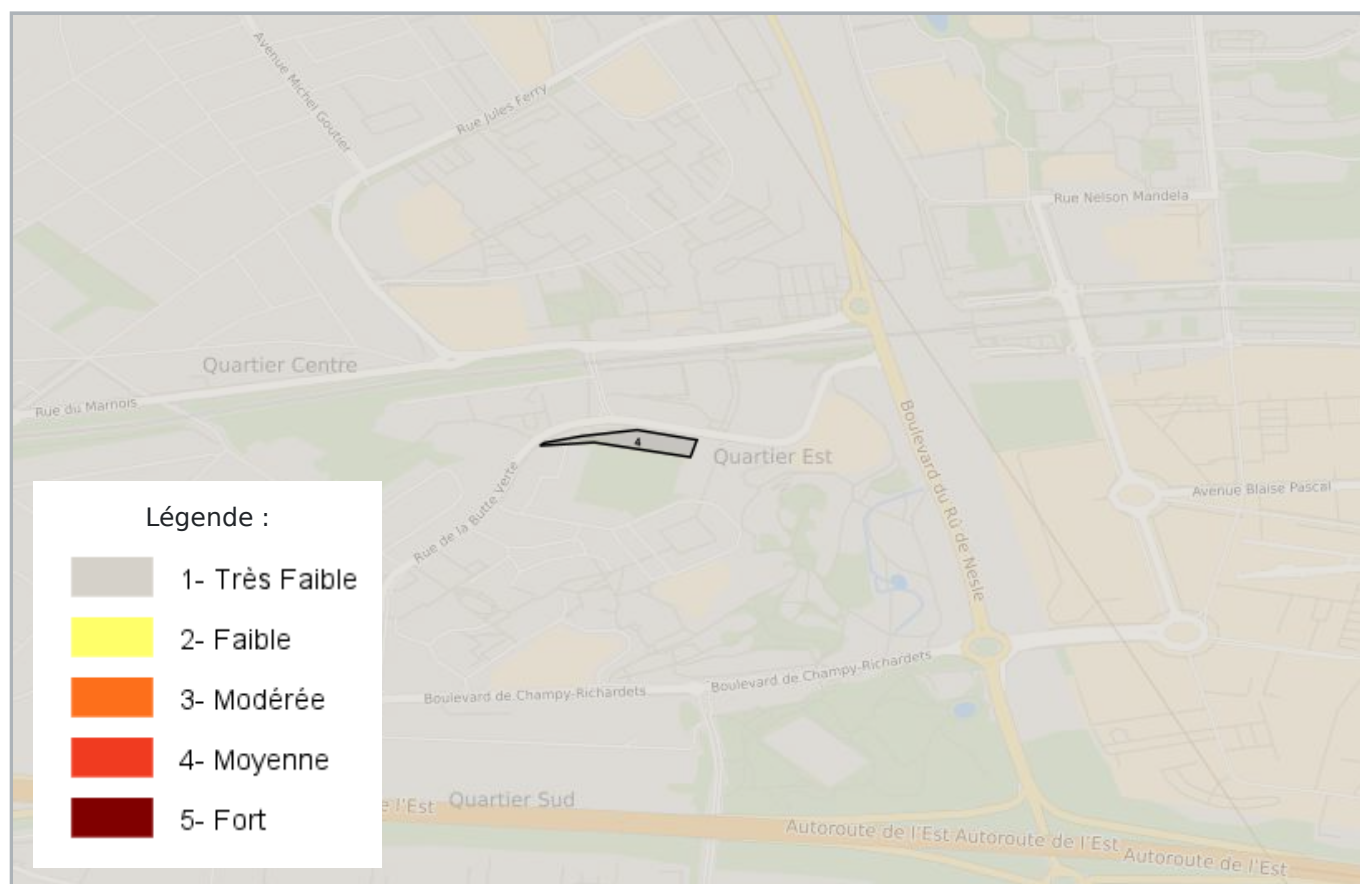 Avenue Michel Goutier
Rue Jules Ferry
Rue Nelson Mandela
Quartier Centre
Rue du Marnois
4
Quartier Est
Boulevard du Rû de Nesle
Avenue Blaise Pascal
Rue de la Butte verte
Légende :
1- Très Faible
2- Faible
3- Modérée
4- Moyenne
5- Fort
Boulevard de Champy-Richardets
Boulevard de Champy-Richardets
e l'Est
Quartier Sud
Autoroute de l'Est
Autoroute de l'Est
Autoroute de l'Est